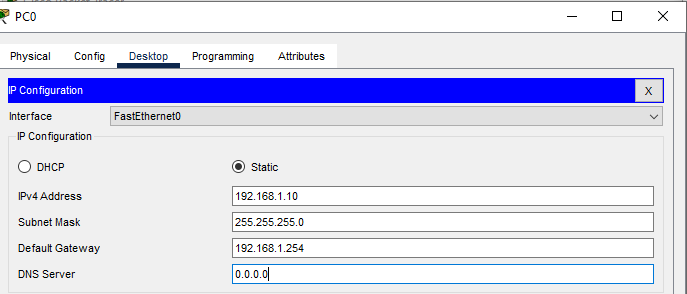 PC0
Physical Config Desktop Programming Attributes
IP Configuration X
Interface FastEthernet0
IP Configuration
DHCP Static
IPv4 Address 192.168.1.10
Subnet Mask 255.255.255.0
Default Gateway 192.168.1.254
DNS Server 0.0.0.0